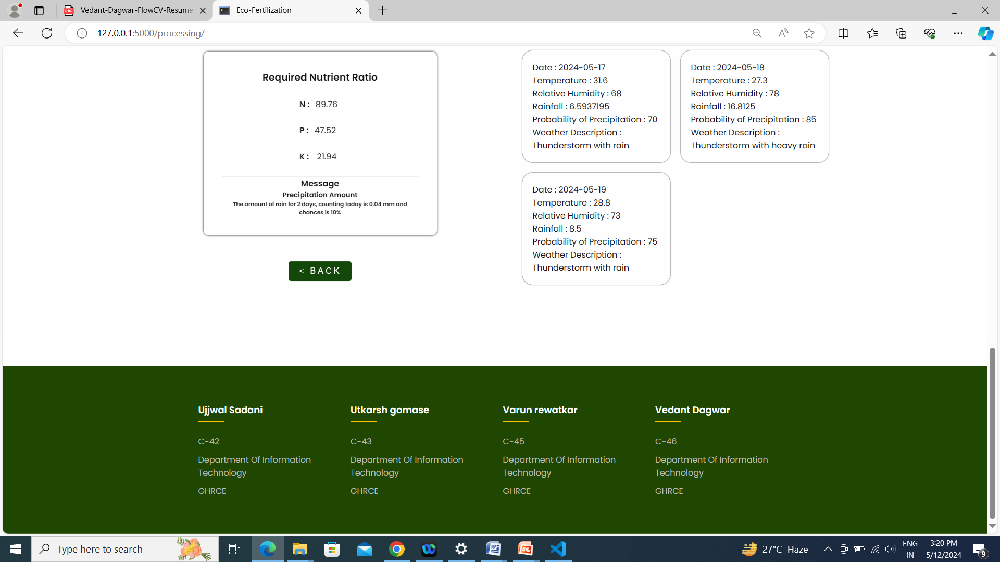 Vedant-Dagwar-FlowCV-Resume
Eco-Fertilization
127.0.0.1:5000/processing/
Required Nutrient Ratio
N : 89.76
P : 47.52
K : 21.94
Message
Precipitation Amount
The amount of rain for 2 days, counting today is 0.04 mm and
chances is 10%
< BACK
Date : 2024-05-17
Temperature : 31.6
Relative Humidity : 68
Rainfall : 6.5937195
Probability of Precipitation : 70
Weather Description :
Thunderstorm with rain
Date : 2024-05-18
Temperature : 27.3
Relative Humidity : 78
Rainfall : 16.8125
Probability of Precipitation : 85
Weather Description :
Thunderstorm with heavy rain
Date : 2024-05-19
Temperature : 28.8
Relative Humidity : 73
Rainfall : 8.5
Probability of Precipitation : 75
Weather Description :
Thunderstorm with rain
Ujjwal Sadani
C-42
Department Of Information
Technology
GHRCE
Utkarsh gomase
C-43
Department Of Information
Technology
GHRCE
Varun rewatkar
C-45
Department Of Information
Technology
GHRCE
Vedant Dagwar
C-46
Department Of Information
Technology
GHRCE
Type here to search
27°C Haze
ENG
IN
3:20 PM
5/12/2024
9